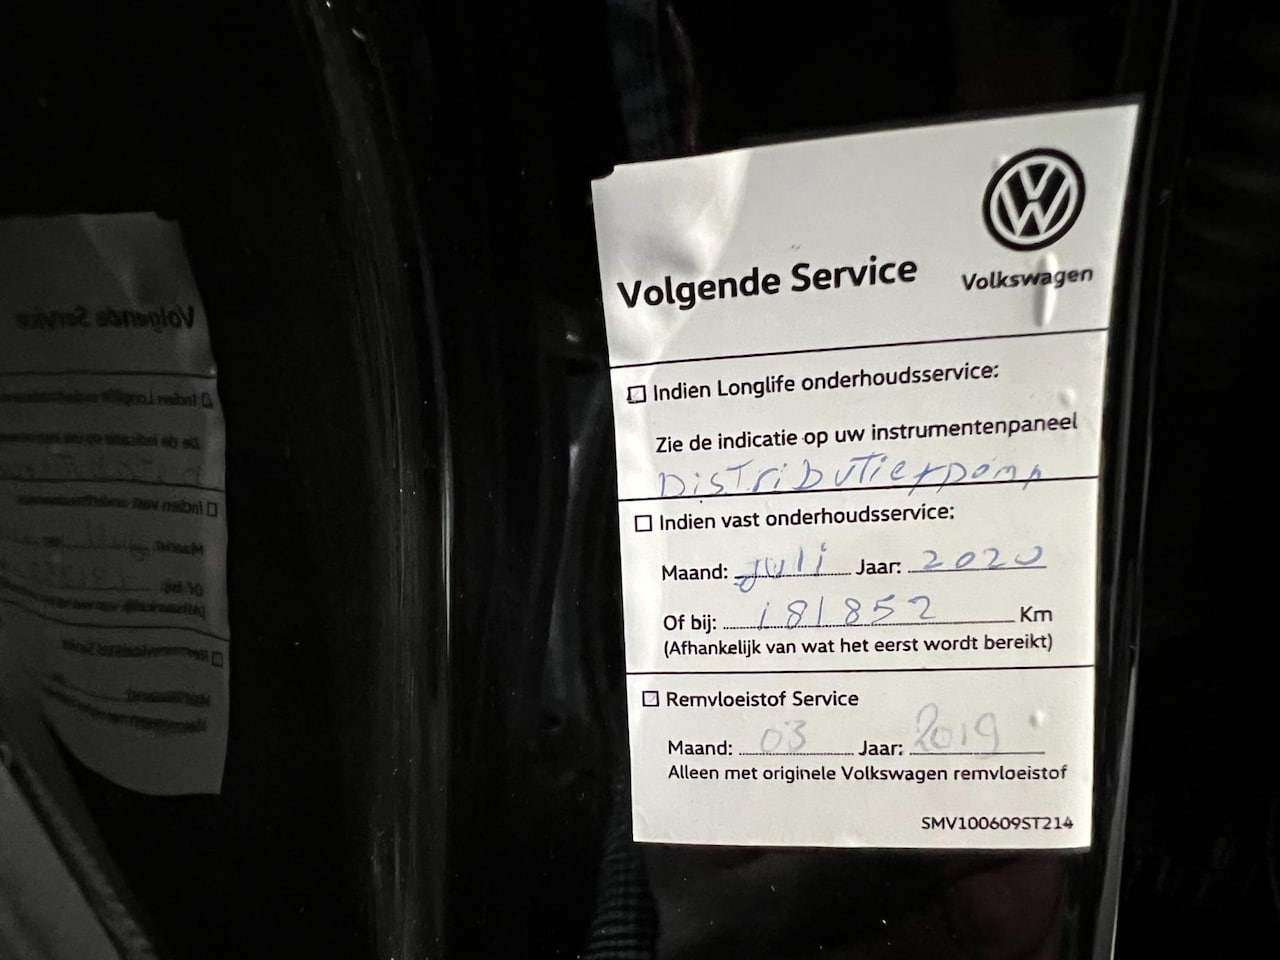 Volgende Service
Volkswagen
Indien Longlife onderhoudsservice:
Zie de indicatie op uw instrumentenpaneel
Distributie+pomp
Indien vast onderhoudsservice:
Maand: Juli Jaar: 2020
Of bij: 181852 Km
(Afhankelijk van wat het eerst wordt bereikt)
Remvloeistof Service
Maand: 03 Jaar: 2019
Alleen met originele Volkswagen remvloeistof
SMV100609ST214